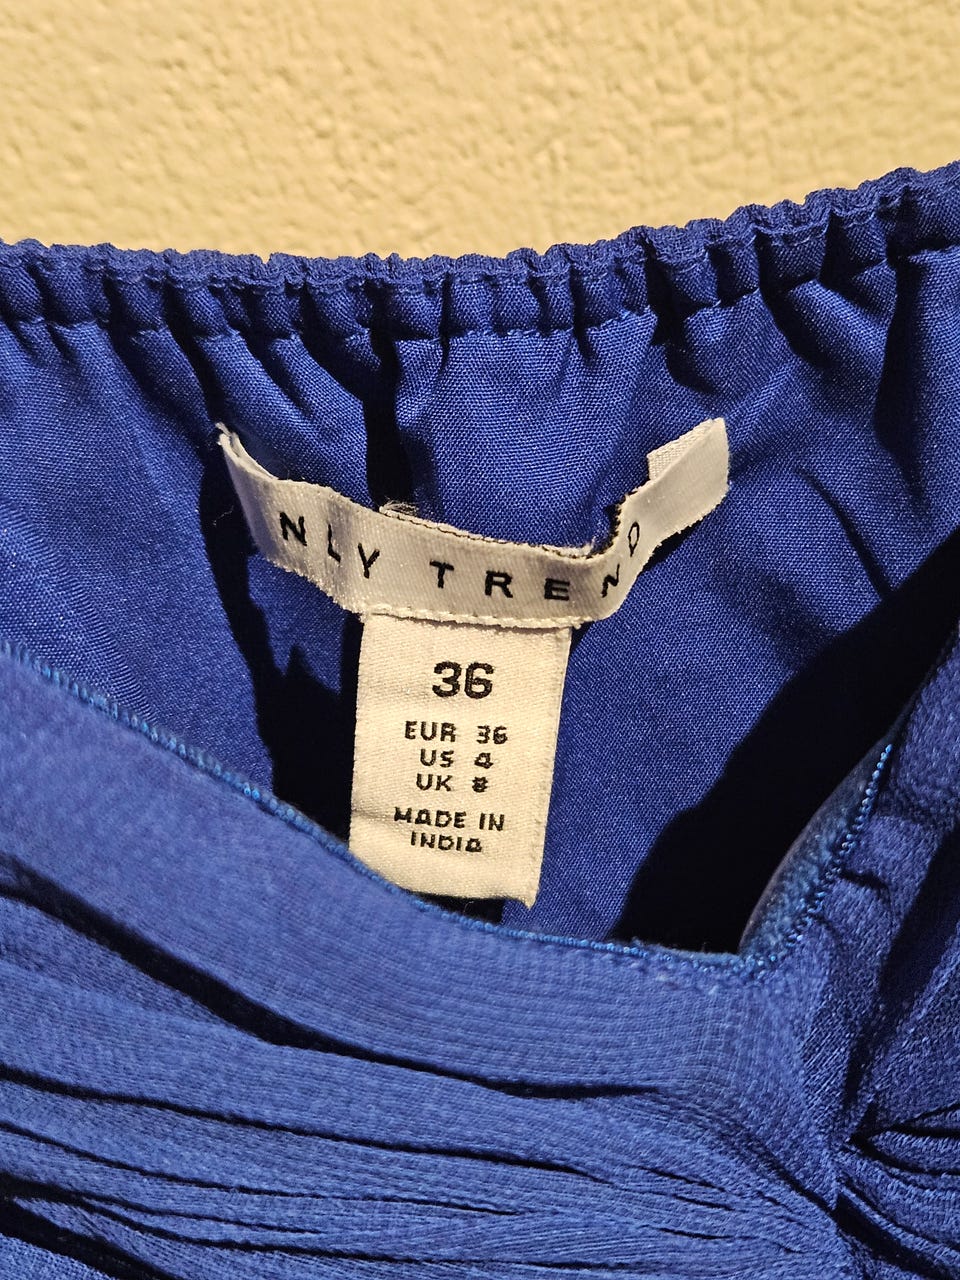 NLY TREND
36
EUR 36
US 4
UK 8
MADE IN
INDIA